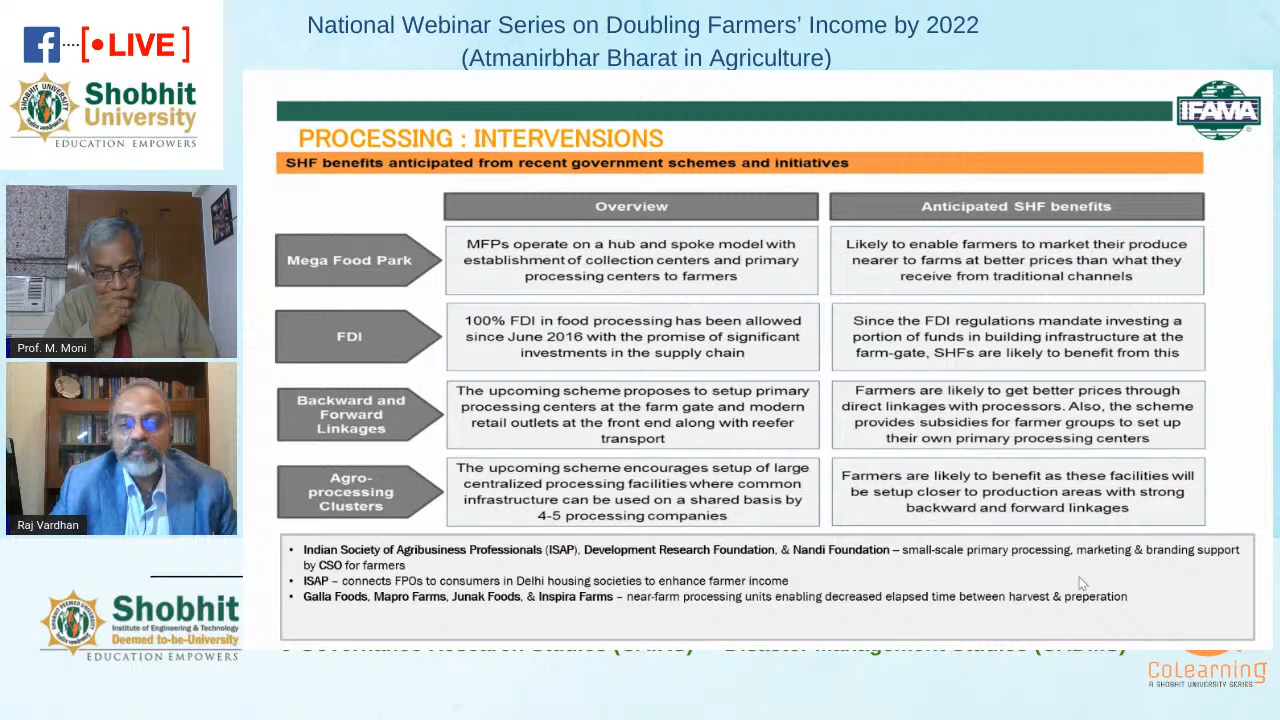 National Webinar Series on Doubling Farmers' Income by 2022
(Atmanirbhar Bharat in Agriculture)
LIVE
Shobhit
University
EDUCATION EMPOWERS
IFAMA
PROCESSING : INTERVENSIONS
SHF benefits anticipated from recent government schemes and initiatives
Overview
Anticipated SHF benefits
Mega Food Park
MFPs operate on a hub and spoke model with
establishment of collection centers and primary
processing centers to farmers
Likely to enable farmers to market their produce
nearer to farms at better prices than what they
receive from traditional channels
FDI
100% FDI in food processing has been allowed
since June 2016 with the promise of significant
investments in the supply chain
Since the FDI regulations mandate investing a
portion of funds in building infrastructure at the
farm-gate, SHFs are likely to benefit from this
Backward and
Forward
Linkages
The upcoming scheme proposes to setup primary
processing centers at the farm gate and modern
retail outlets at the front end along with reefer
transport
Farmers are likely to get better prices through
direct linkages with processors. Also, the scheme
provides subsidies for farmer groups to set up
their own primary processing centers
Agro-
processing
Clusters
The upcoming scheme encourages setup of large
centralized processing facilities where common
infrastructure can be used on a shared basis by
4-5 processing companies
Farmers are likely to benefit as these facilities will
be setup closer to production areas with strong
backward and forward linkages
• Indian Society of Agribusiness Professionals (ISAP), Development Research Foundation, & Nandi Foundation – small-scale primary processing, marketing & branding support
by CSO for farmers
• ISAP – connects FPOs to consumers in Delhi housing societies to enhance farmer income
• Galla Foods, Mapro Farms, Junak Foods, & Inspira Farms – near-farm processing units enabling decreased elapsed time between harvest & preperation
Prof. M. Moni
Raj Vardhan
Shobhit
Institute of Engineering & Technology
Deemed to-be-University
EDUCATION EMPOWERS
CoLearning
A SHOBHIT UNIVERSITY SERIES